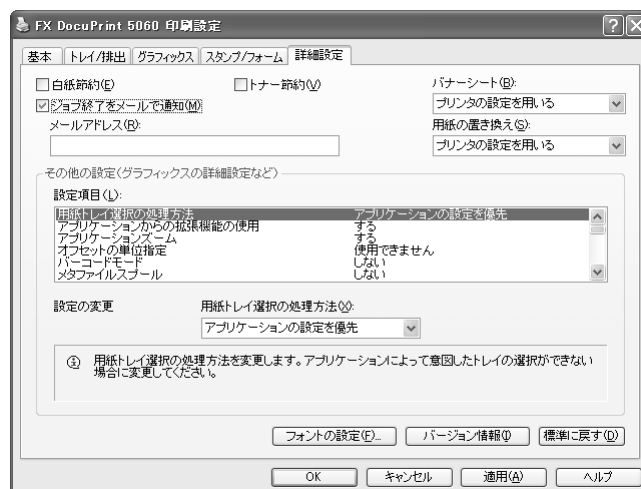 FX DocuPrint 5060 印刷設定
基本 トレイ/排出 グラフィックス スタンプ/フォーム 詳細設定
白紙節約(E) トナー節約(V) バナーシート(B):
ジョブ終了をメールで通知(M) プリンタの設定を用いる
メールアドレス(R): 用紙の置き換え(S):
プリンタの設定を用いる
その他の設定(グラフィックスの詳細設定など)
設定項目(L):
用紙トレイ選択の処理方法 アプリケーションの設定を優先
アプリケーションからの拡張機能の使用 する
アプリケーションズーム する
オフセットの単位指定 使用できません
バーコードモード しない
メタファイルスプール しない
設定の変更 用紙トレイ選択の処理方法(X):
アプリケーションの設定を優先
用紙トレイ選択の処理方法を変更します。アプリケーションによって意図したトレイの選択ができない
場合に変更してください。
フォントの設定(F)... バージョン情報(I) 標準に戻す(D)
OK キャンセル 適用(A) ヘルプ